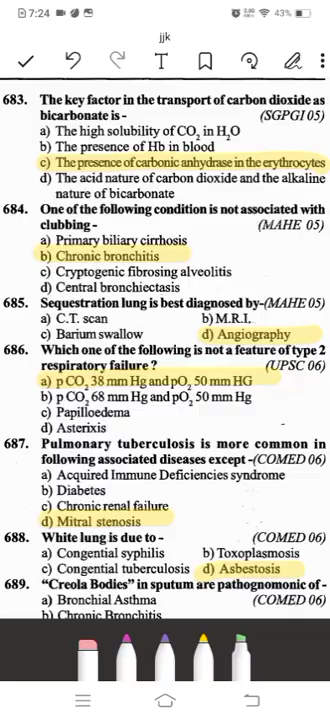 7:24
43%
jjk
T
683. The key factor in the transport of carbon dioxide as
bicarbonate is - (SGPGI 05)
a) The high solubility of CO2 in H2O
b) The presence of Hb in blood
c) The presence of carbonic anhydrase in the erythrocytes
d) The acid nature of carbon dioxide and the alkaline
nature of bicarbonate
684. One of the following condition is not associated with
clubbing - (MAHE 05)
a) Primary biliary cirrhosis
b) Chronic bronchitis
c) Cryptogenic fibrosing alveolitis
d) Central bronchiectasis
685. Sequestration lung is best diagnosed by-(MAHE 05)
a) C.T. scan b) M.R.I.
c) Barium swallow d) Angiography
686. Which one of the following is not a feature of type 2
respiratory failure ? (UPSC 06)
a) p CO2 38 mm Hg and pO2 50 mm HG
b) p CO2 68 mm Hg and pO2 50 mm Hg
c) Papilloedema
d) Asterixis
687. Pulmonary tuberculosis is more common in
following associated diseases except -(COMED 06)
a) Acquired Immune Deficiencies syndrome
b) Diabetes
c) Chronic renal failure
d) Mitral stenosis
688. White lung is due to - (COMED 06)
a) Congential syphilis b) Toxoplasmosis
c) Congential tuberculosis d) Asbestosis
689. “Creola Bodies” in sputum are pathognomonic of -
a) Bronchial Asthma (COMED 06)
b) Chronic Bronchitis